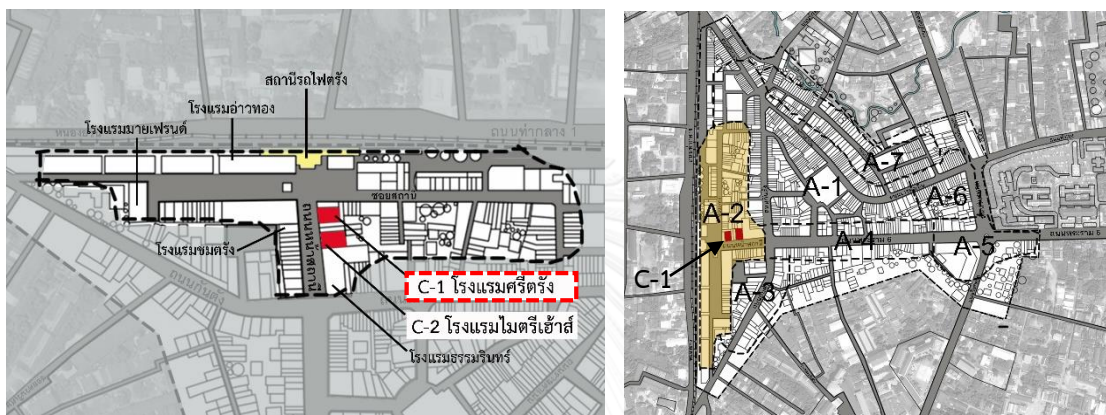 สถานีรถไฟตรัง
โรงแรมอ่าวทอง
โรงแรมมายเฟรนด์
ถนนท่ากลาง 1
ซอยสถานี
ถนนหน้าสถานี
โรงแรมชมตรัง
ถนนกันตัง
C-1 โรงแรมศรีตรัง
C-2 โรงแรมไมตรีเฮ้าส์
โรงแรมธรรมรินทร์
A-7
A-1
A-6
A-2
A-4
ถนนพระราม 6
A-5
C-1
A-3